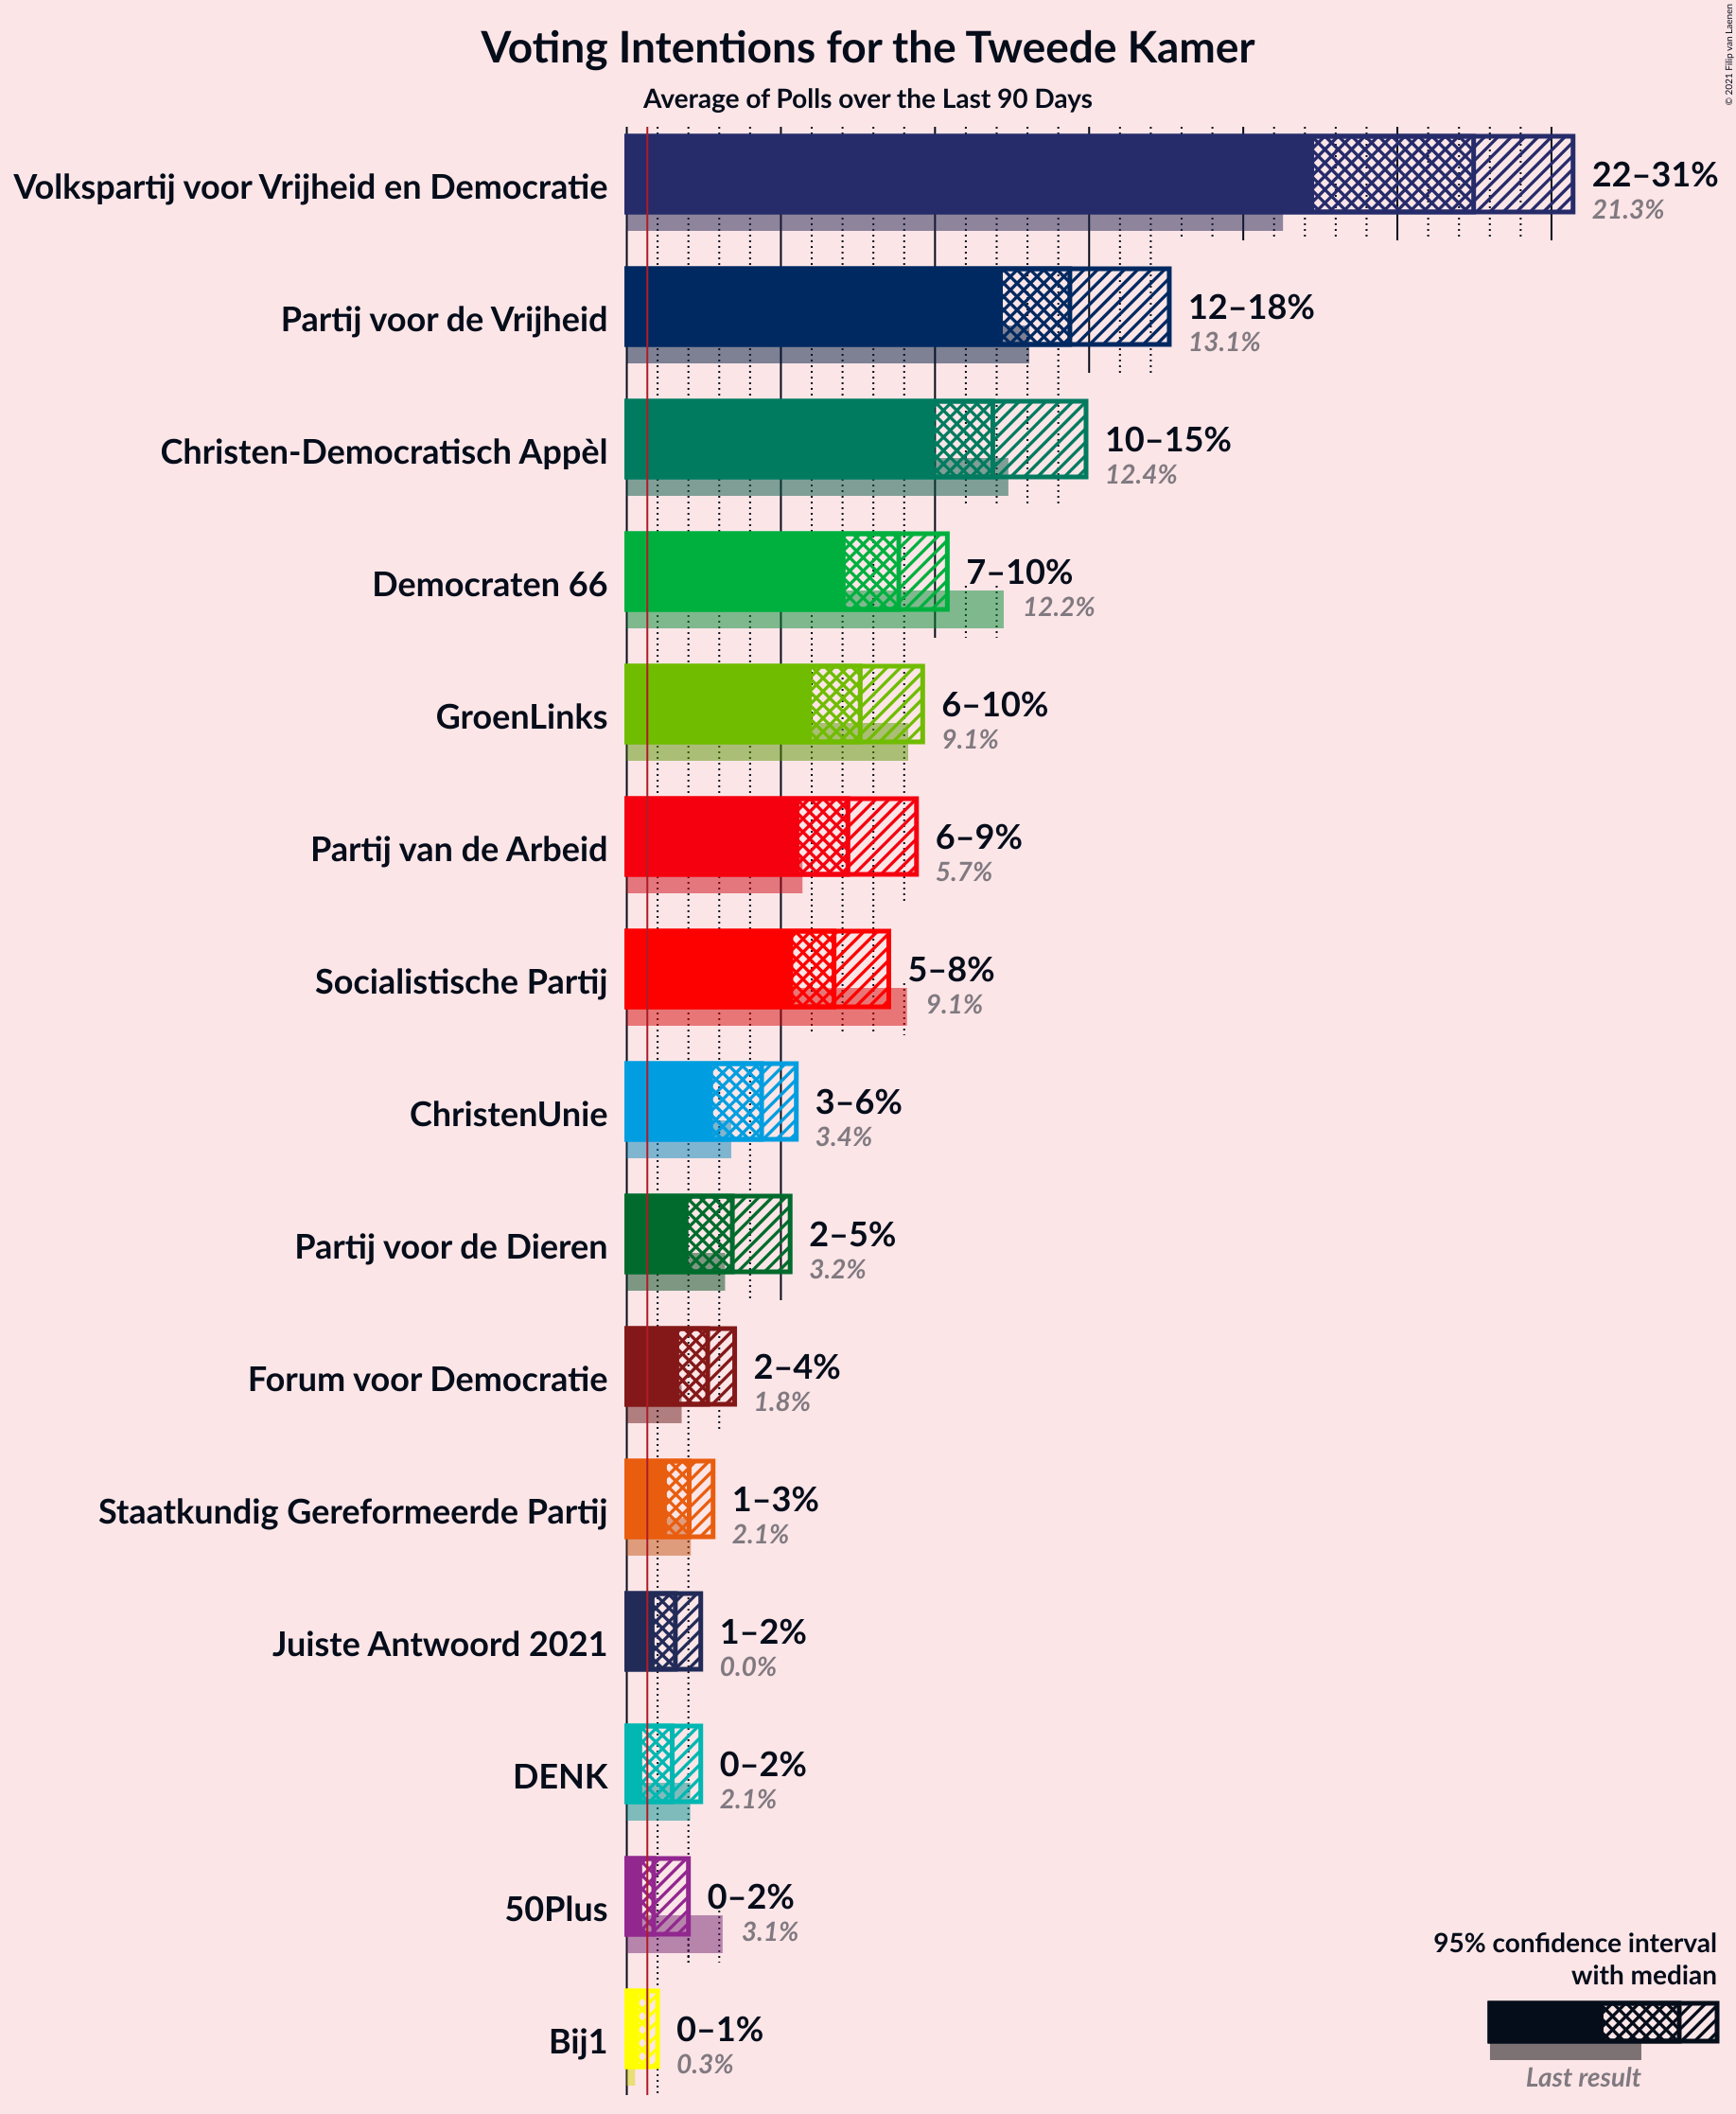 Voting Intentions for the Tweede Kamer
Average of Polls over the Last 90 Days
© 2021 Filip van Laenen
Volkspartij voor Vrijheid en Democratie
22–31%
21.3%
Partij voor de Vrijheid
12–18%
13.1%
Christen-Democratisch Appèl
10–15%
12.4%
Democraten 66
7–10%
12.2%
GroenLinks
6–10%
9.1%
Partij van de Arbeid
6–9%
5.7%
Socialistische Partij
5–8%
9.1%
ChristenUnie
3–6%
3.4%
Partij voor de Dieren
2–5%
3.2%
Forum voor Democratie
2–4%
1.8%
Staatkundig Gereformeerde Partij
1–3%
2.1%
Juiste Antwoord 2021
1–2%
0.0%
DENK
0–2%
2.1%
50Plus
0–2%
3.1%
Bij1
0–1%
0.3%
95% confidence interval
with median
Last result